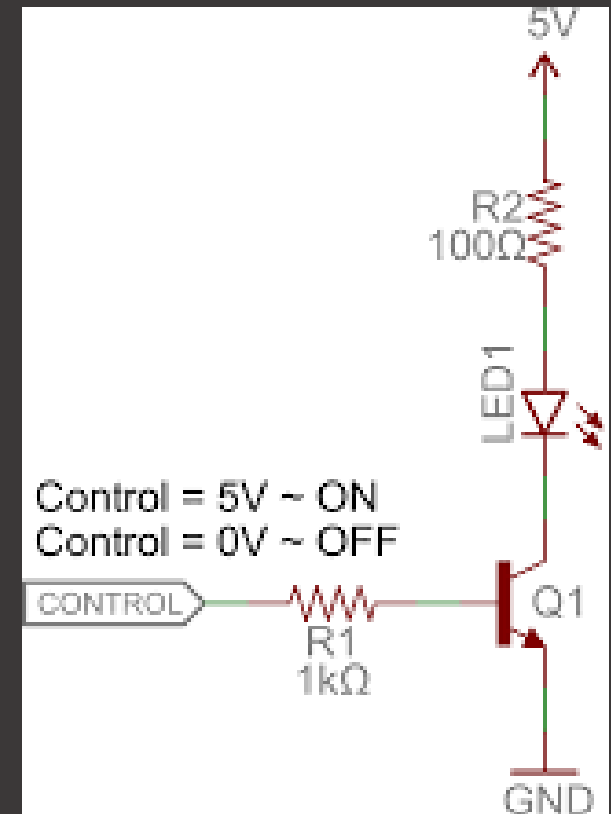 5V
R2
100Ω
LED1
Control = 5V ~ ON
Control = 0V ~ OFF
CONTROL
Q1
R1
1kΩ
GND